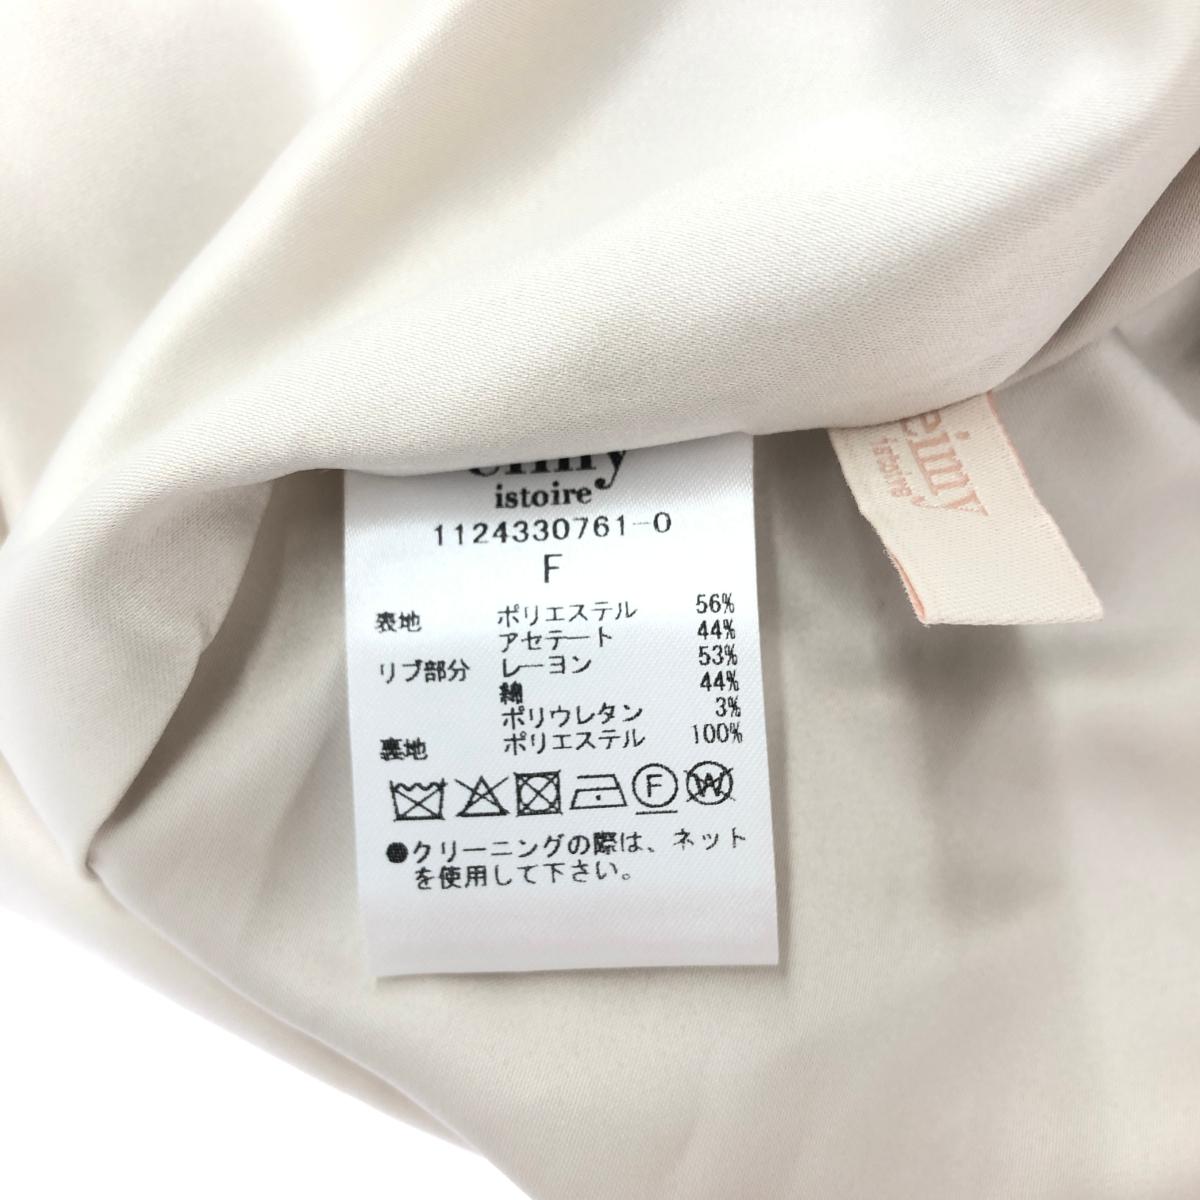 eimy
istoire
1124330761-0
F
表地 ポリエステル 56%
アセテート 44%
リブ部分 レーヨン 53%
綿 44%
ポリウレタン 3%
裏地 ポリエステル 100%
F W
●クリーニングの際は、ネット
を使用して下さい。
eimy
istoire